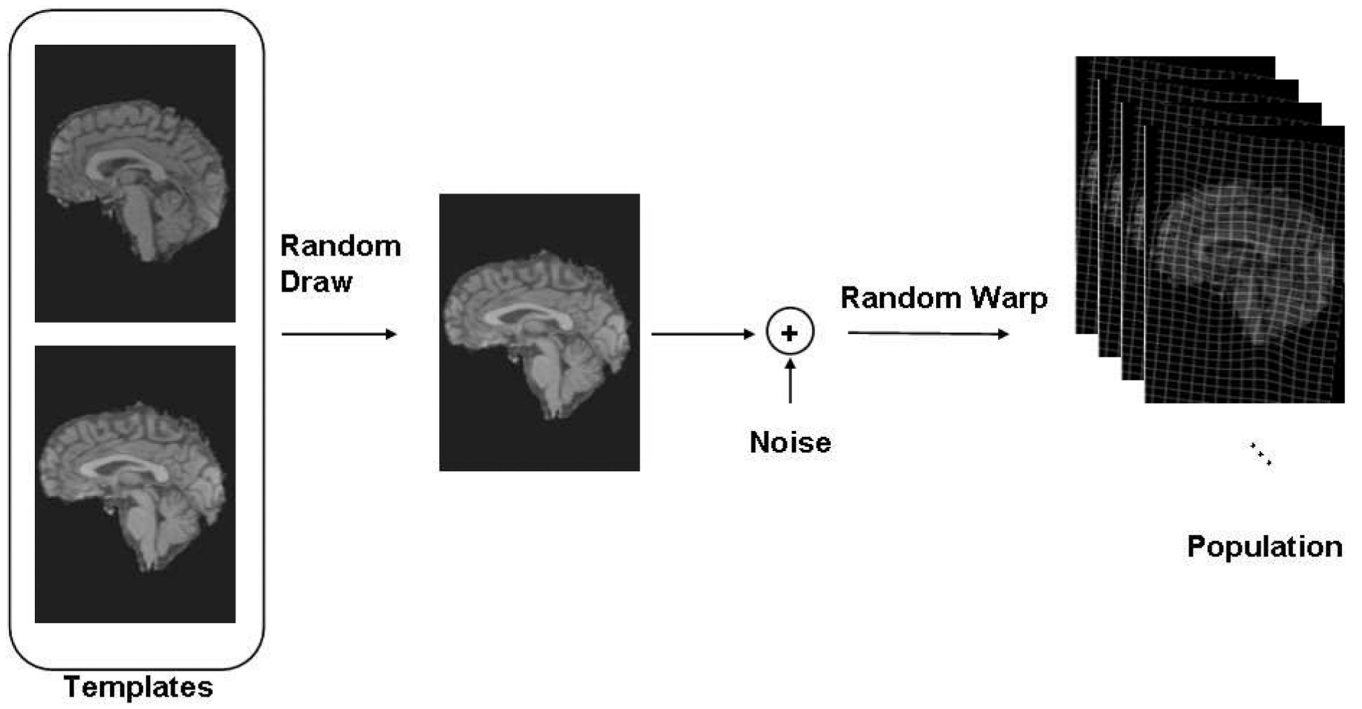 Random
Draw
Random Warp
+
Noise
Population
Templates